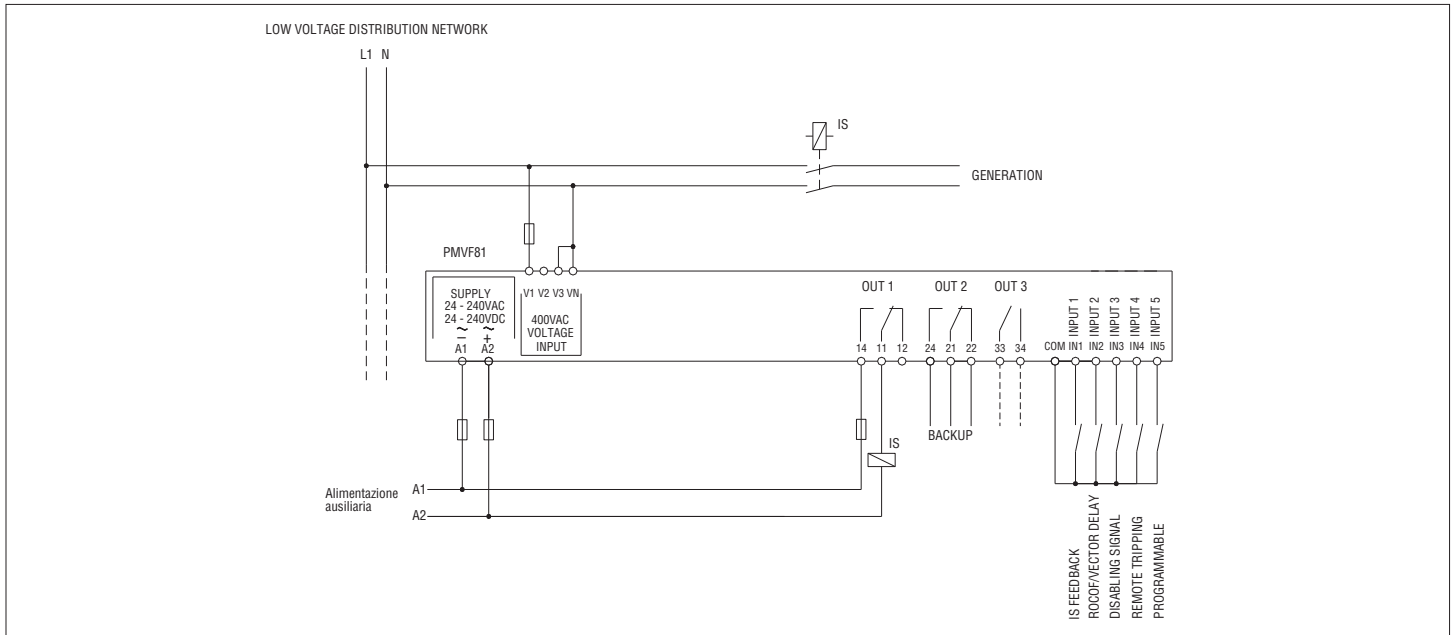 LOW VOLTAGE DISTRIBUTION NETWORK
L1 N
IS
GENERATION
PMVF81
SUPPLY
24 - 240VAC
24 - 240VDC
~ ~
− +
A1 A2
V1 V2 V3 VN
400VAC
VOLTAGE
INPUT
OUT 1
14 11 12
OUT 2
24 21 22
OUT 3
33 34
INPUT 1
INPUT 2
INPUT 3
INPUT 4
INPUT 5
COM IN1 IN2 IN3 IN4 IN5
BACKUP
IS
Alimentazione
ausiliaria
A1
A2
IS FEEDBACK
ROCOF/VECTOR DELAY
DISABLING SIGNAL
REMOTE TRIPPING
PROGRAMMABLE